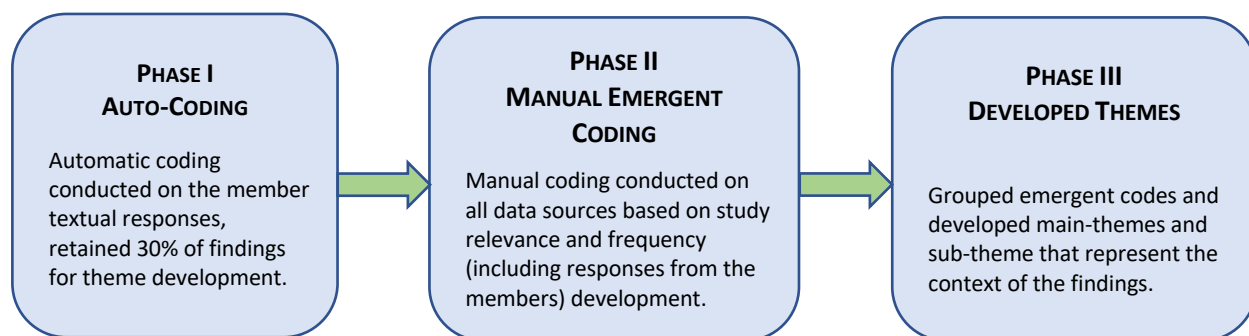 PHASE I
AUTO-CODING
Automatic coding
conducted on the member
textual responses,
retained 30% of findings
for theme development.
PHASE II
MANUAL EMERGENT
CODING
Manual coding conducted on
all data sources based on study
relevance and frequency
(including responses from the
members) development.
PHASE III
DEVELOPED THEMES
Grouped emergent codes and
developed main-themes and
sub-theme that represent the
context of the findings.